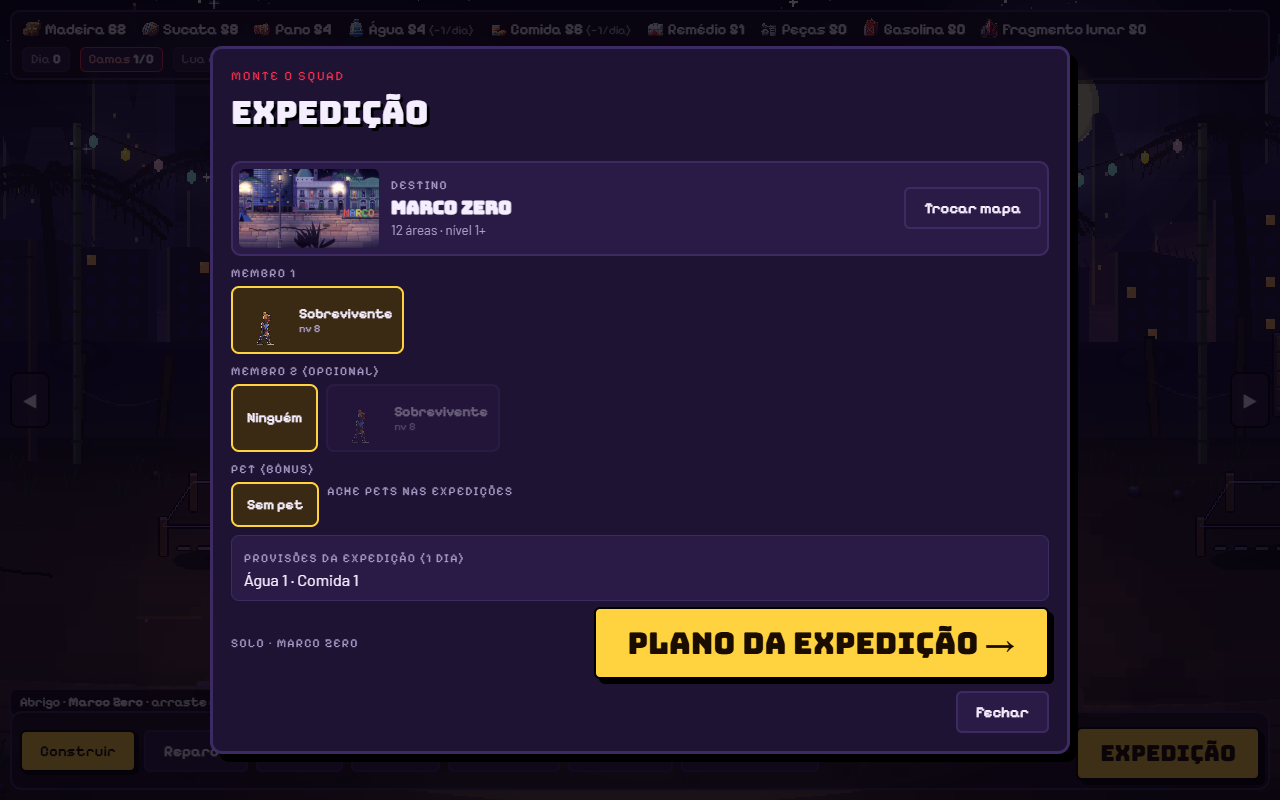 Madeira 68 Sucata 88 Pano 84 Água 84 (-1/dia) Comida 86 (-1/dia) Remédio 81 Peças 80 Gasolina 80 Fragmento lunar 80
Dia 0 Camas 1/0 Lua
MONTE O SQUAD
EXPEDIÇÃO
DESTINO
MARCO ZERO
12 áreas · nível 1+
Trocar mapa
MARCO
MEMBRO 1
Sobrevivente
nv 8
MEMBRO 2 (OPCIONAL)
Ninguém
Sobrevivente
nv 8
PET (BÔNUS)
Sem pet
ACHE PETS NAS EXPEDIÇÕES
PROVISÕES DA EXPEDIÇÃO (1 DIA)
Água 1 · Comida 1
SOLO · MARCO ZERO
PLANO DA EXPEDIÇÃO →
Fechar
Abrigo · Marco Zero · arraste
Construir
EXPEDIÇÃO